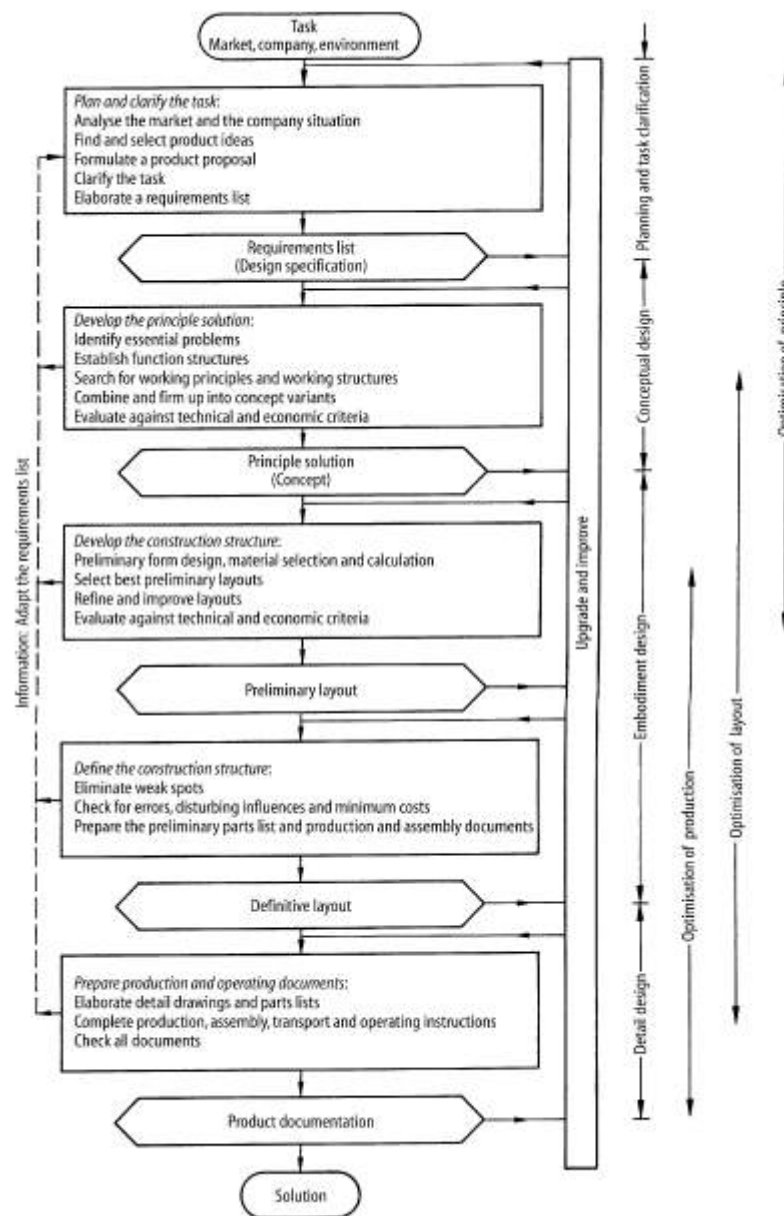 Task
Market, company, environment
Plan and clarify the task:
Analyse the market and the company situation
Find and select product ideas
Formulate a product proposal
Clarify the task
Elaborate a requirements list
Requirements list
(Design specification)
Develop the principle solution:
Identify essential problems
Establish function structures
Search for working principles and working structures
Combine and firm up into concept variants
Evaluate against technical and economic criteria
Principle solution
(Concept)
Develop the construction structure:
Preliminary form design, material selection and calculation
Select best preliminary layouts
Refine and improve layouts
Evaluate against technical and economic criteria
Preliminary layout
Define the construction structure:
Eliminate weak spots
Check for errors, disturbing influences and minimum costs
Prepare the preliminary parts list and production and assembly documents
Definitive layout
Prepare production and operating documents:
Elaborate detail drawings and parts lists
Complete production, assembly, transport and operating instructions
Check all documents
Product documentation
Solution
Information: Adapt the requirements list
Upgrade and improve
Planning and task clarification
Conceptual design
Embodiment design
Detail design
Optimisation of production
Optimisation of layout
Optimisation of principle